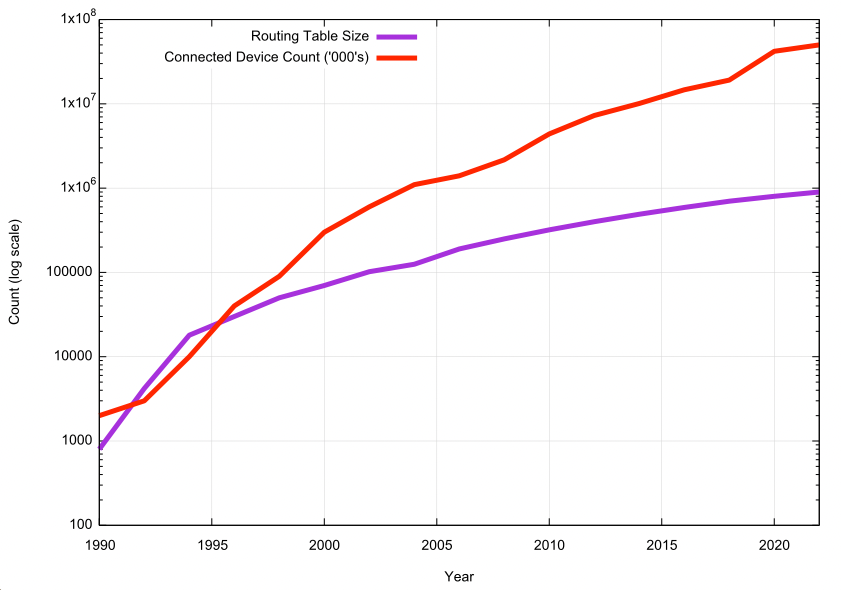 1x10^8
Routing Table Size
Connected Device Count ('000's)
1x10^7
1x10^6
Count (log scale)
100000
10000
1000
100
1990 1995 2000 2005 2010 2015 2020
Year